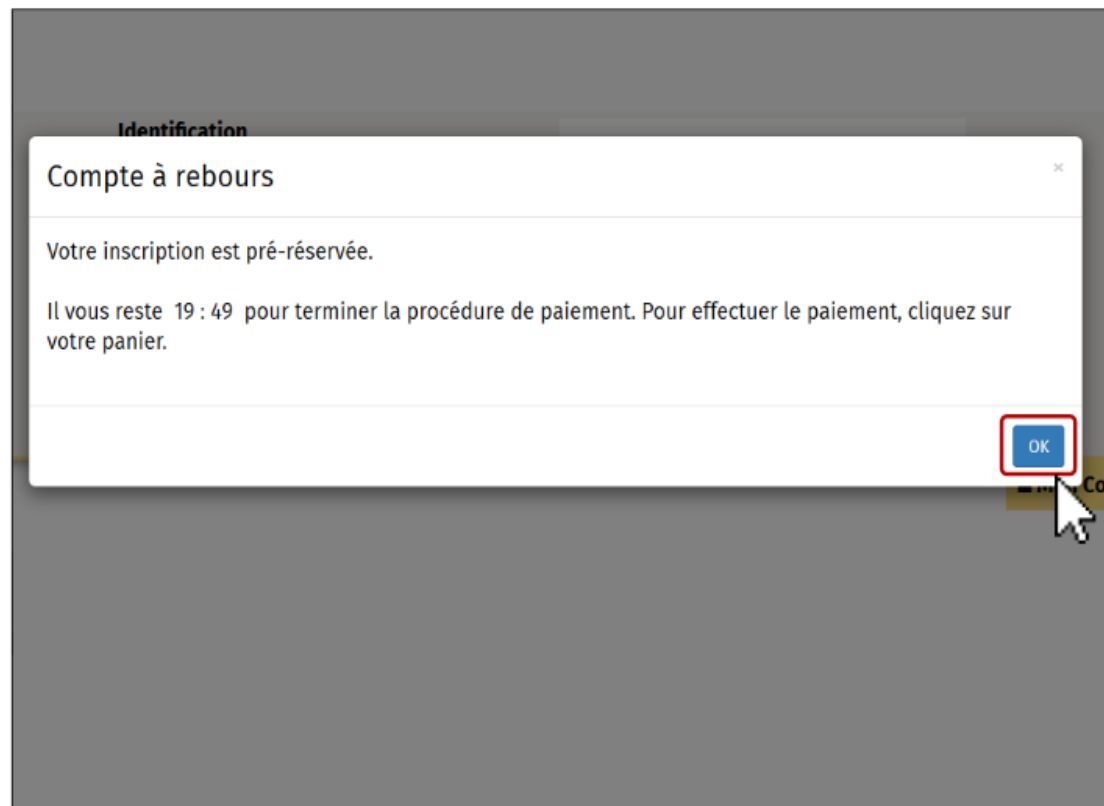 Identification
Compte à rebours
×
Votre inscription est pré-réservée.
Il vous reste 19 : 49 pour terminer la procédure de paiement. Pour effectuer le paiement, cliquez sur
votre panier.
OK
Co